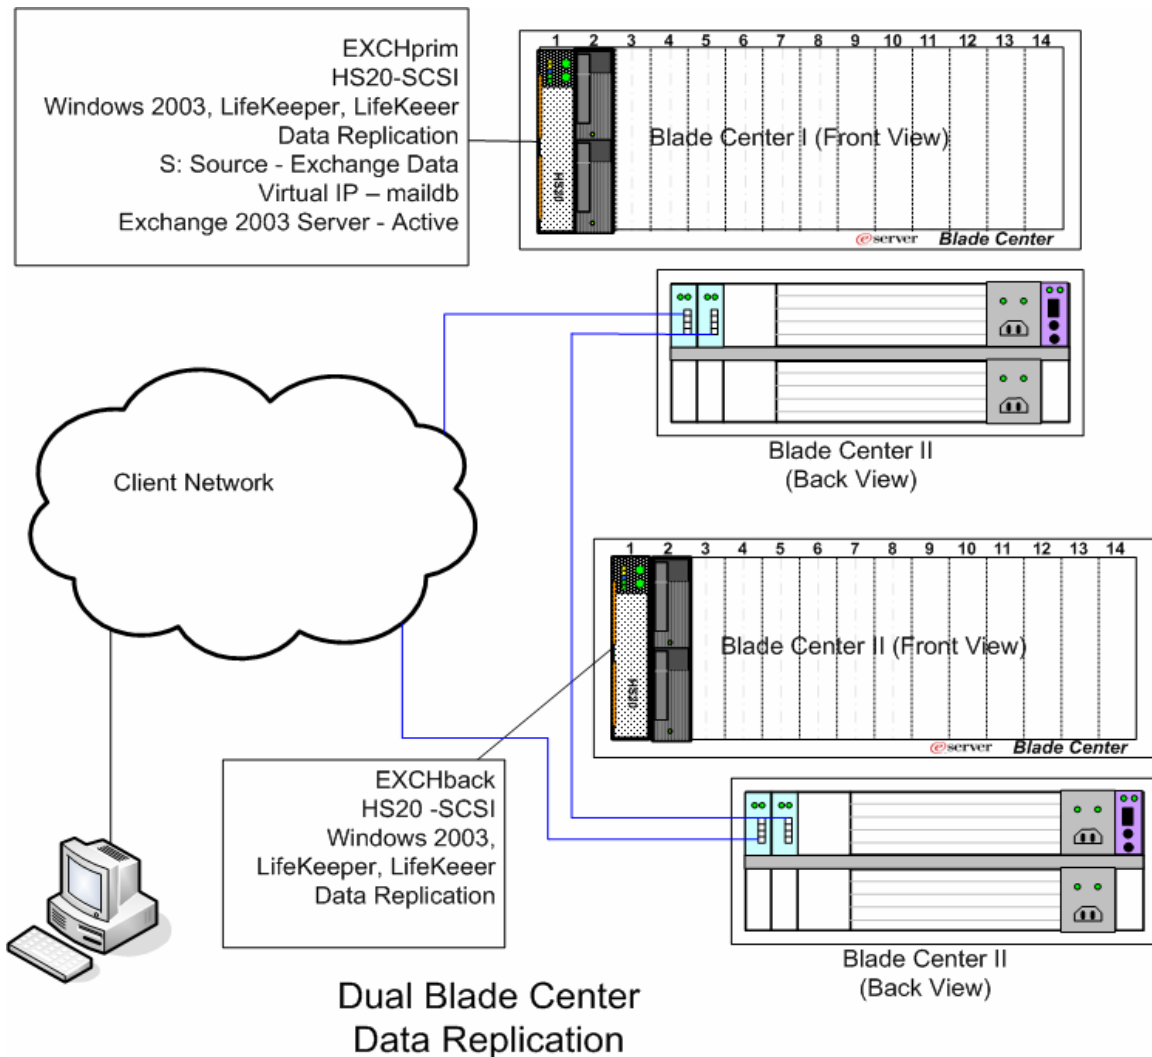 EXCHprim
HS20-SCSI
Windows 2003, LifeKeeper, LifeKeeer
Data Replication
S: Source - Exchange Data
Virtual IP – maildb
Exchange 2003 Server - Active
1 2 3 4 5 6 7 8 9 10 11 12 13 14
Blade Center I (Front View)
HS20
eserver Blade Center
Blade Center II
(Back View)
Client Network
1 2 3 4 5 6 7 8 9 10 11 12 13 14
Blade Center II (Front View)
HS20
eserver Blade Center
EXCHback
HS20 -SCSI
Windows 2003,
LifeKeeper, LifeKeeer
Data Replication
Blade Center II
(Back View)
Dual Blade Center
Data Replication